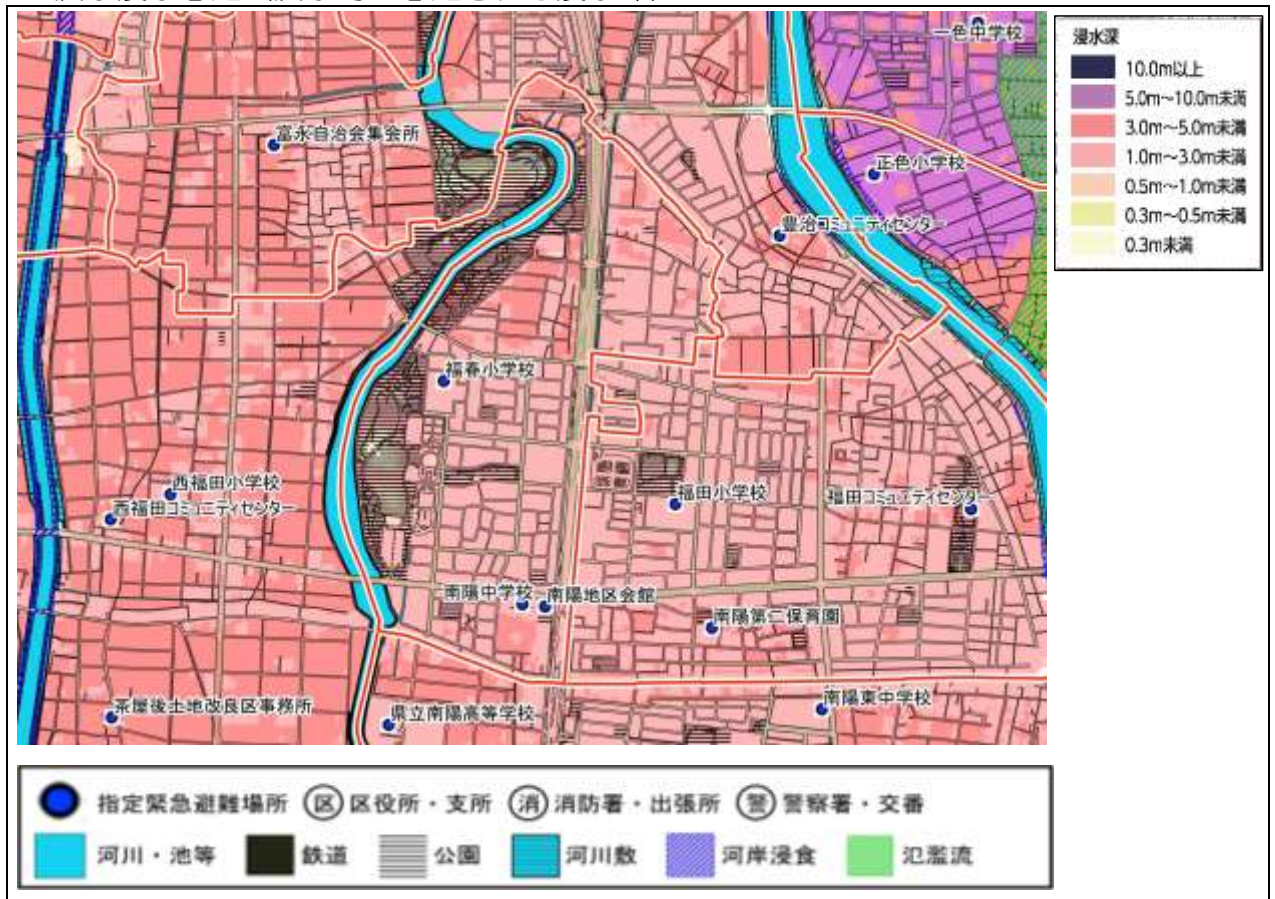 一色中学校
富永自治会集会所
正色小学校
豊治コミュニティセンター
福春小学校
西福田小学校
西福田コミュニティセンター
福田小学校
福田コミュニティセンター
南陽中学校
南陽地区会館
南陽第二保育園
茶屋後土地改良区事務所
県立南陽高等学校
南陽東中学校
浸水深
10.0m以上
5.0m～10.0m未満
3.0m～5.0m未満
1.0m～3.0m未満
0.5m～1.0m未満
0.3m～0.5m未満
0.3m未満
指定緊急避難場所 区 区役所・支所 消 消防署・出張所 警 警察署・交番
河川・池等 鉄道 公園 河川敷 河岸浸食 氾濫流